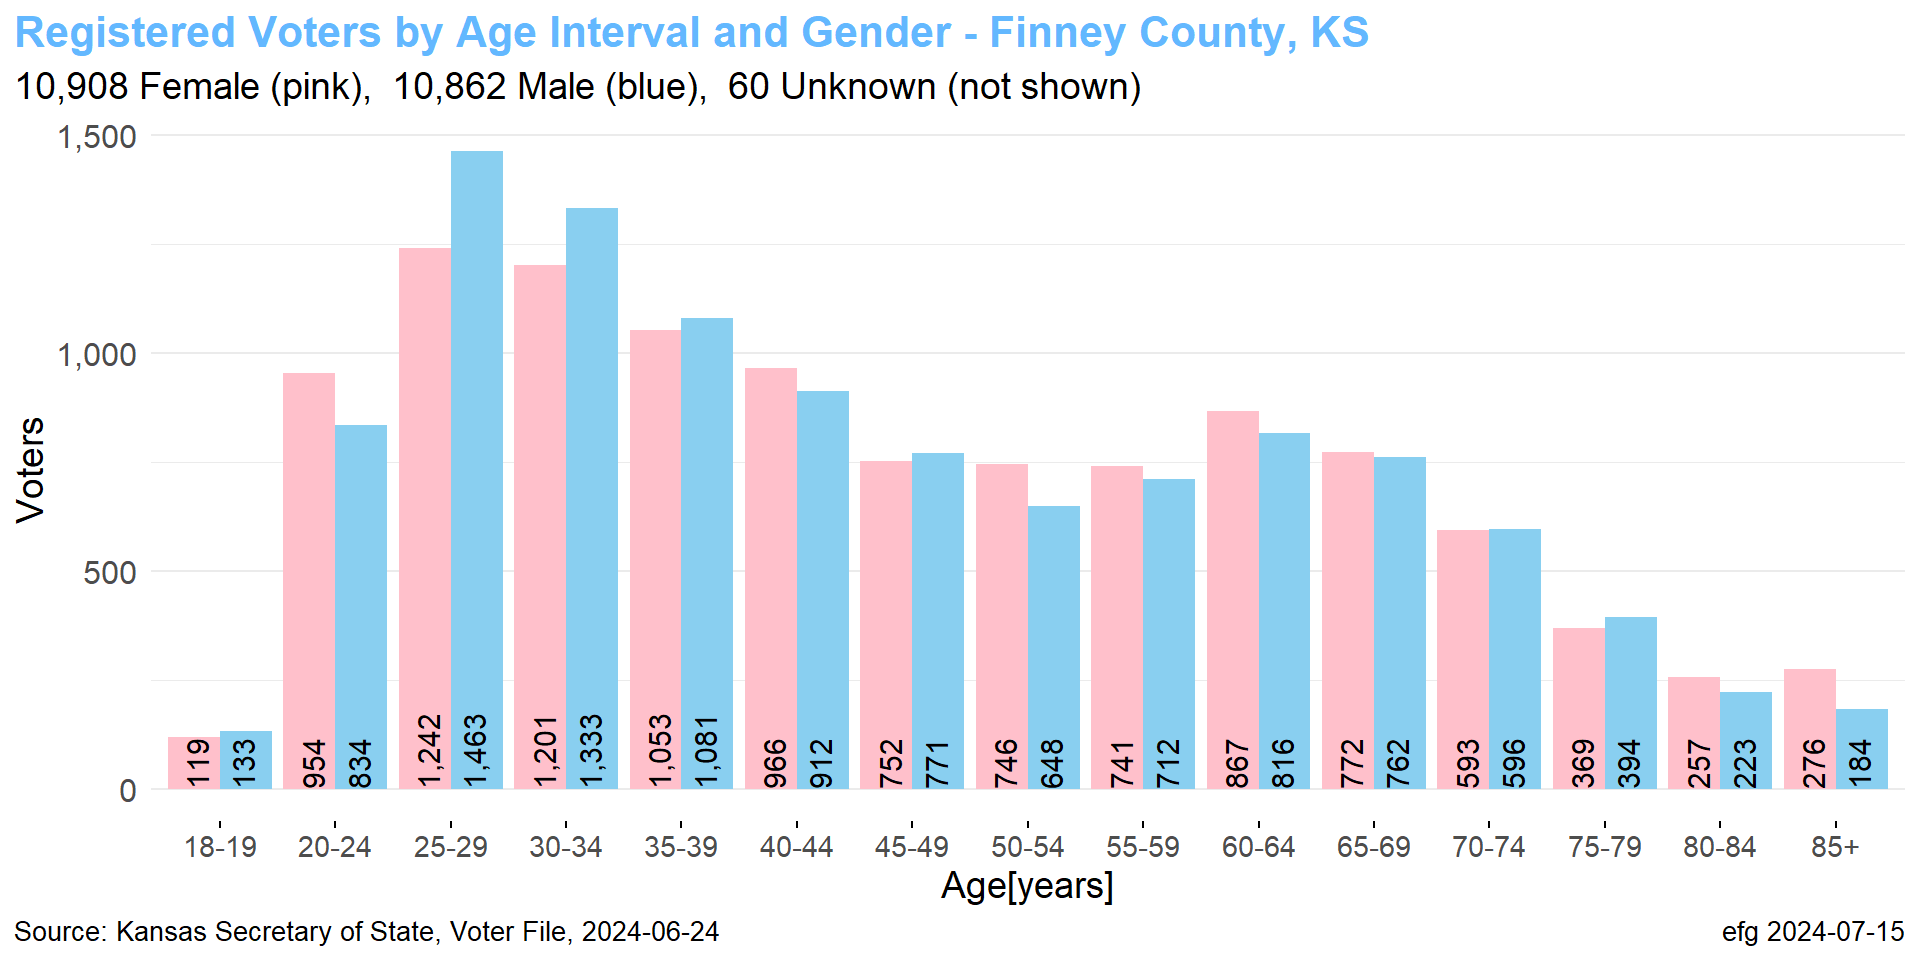 Registered Voters by Age Interval and Gender - Finney County, KS
10,908 Female (pink),  10,862 Male (blue),  60 Unknown (not shown)
1,500
1,000
500
0
Voters
119 133 954 834 1,242 1,463 1,201 1,333 1,053 1,081 966 912 752 771 746 648 741 712 867 816 772 762 593 596 369 394 257 223 276 184
18-19 20-24 25-29 30-34 35-39 40-44 45-49 50-54 55-59 60-64 65-69 70-74 75-79 80-84 85+
Age[years]
Source: Kansas Secretary of State, Voter File, 2024-06-24
efg 2024-07-15